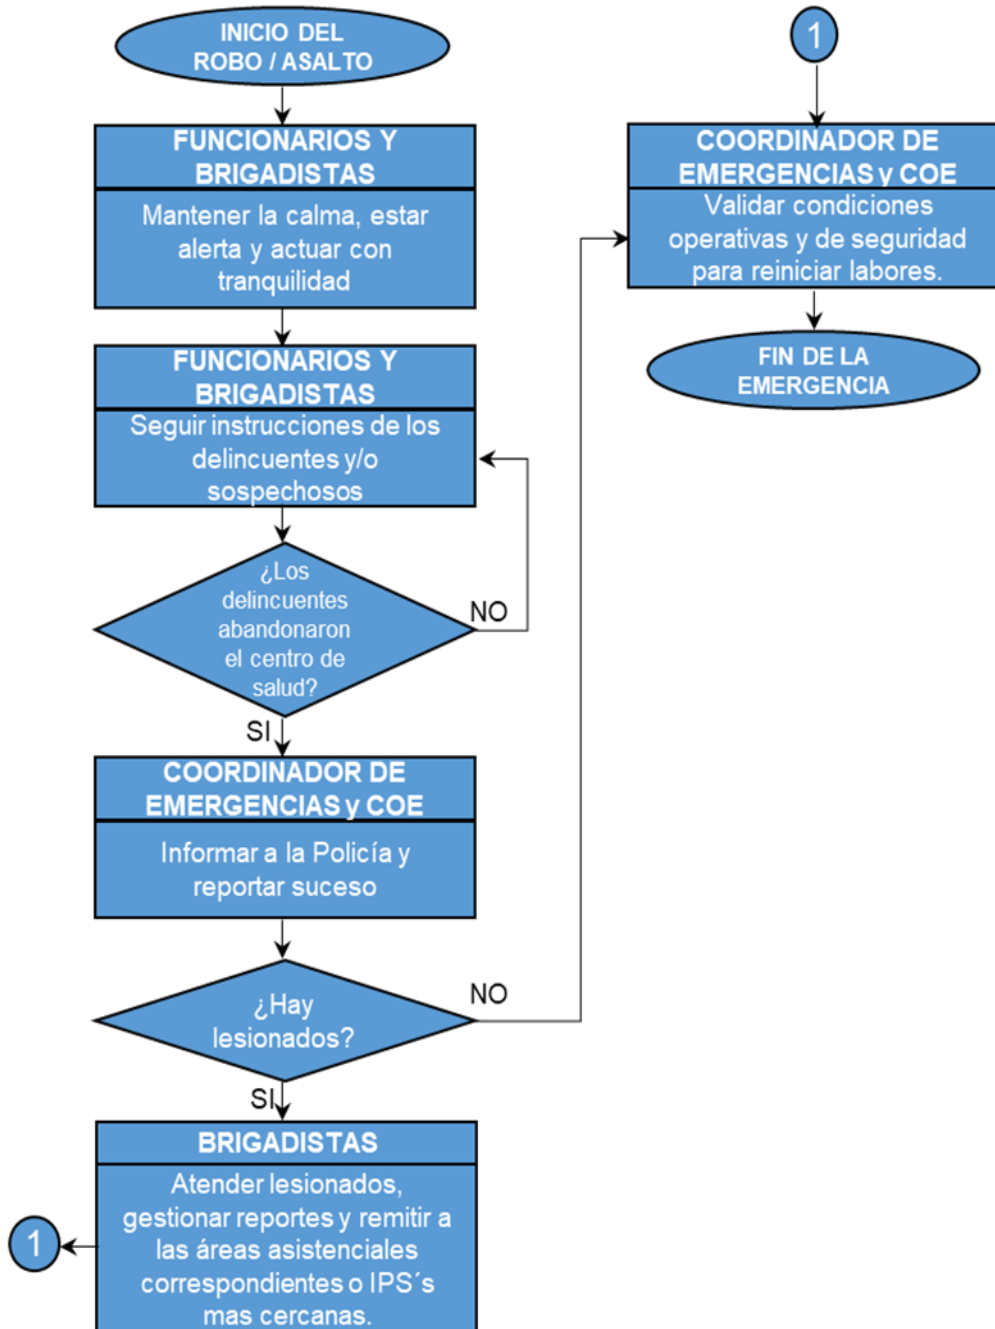 INICIO DEL
ROBO / ASALTO
FUNCIONARIOS Y
BRIGADISTAS
Mantener la calma, estar
alerta y actuar con
tranquilidad
FUNCIONARIOS Y
BRIGADISTAS
Seguir instrucciones de los
delincuentes y/o
sospechosos
¿Los
delincuentes
abandonaron
el centro de
salud?
NO
SI
COORDINADOR DE
EMERGENCIAS y COE
Informar a la Policía y
reportar suceso
¿Hay
lesionados?
NO
SI
BRIGADISTAS
Atender lesionados,
gestionar reportes y remitir a
las áreas asistenciales
correspondientes o IPS´s
mas cercanas.
1
1
COORDINADOR DE
EMERGENCIAS y COE
Validar condiciones
operativas y de seguridad
para reiniciar labores.
FIN DE LA
EMERGENCIA